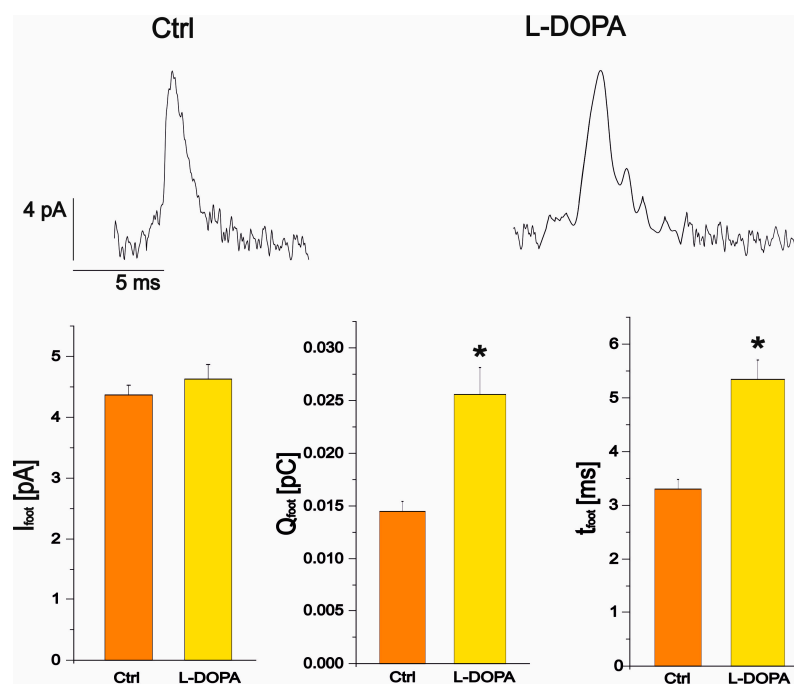 Ctrl
L-DOPA
4 pA
5 ms
Ifoot [pA]
5
4
3
2
1
0
Ctrl
L-DOPA
Qfoot [pC]
0.030
0.025
0.020
0.015
0.010
0.005
0.000
*
Ctrl
L-DOPA
tfoot [ms]
6
5
4
3
2
1
0
*
Ctrl
L-DOPA